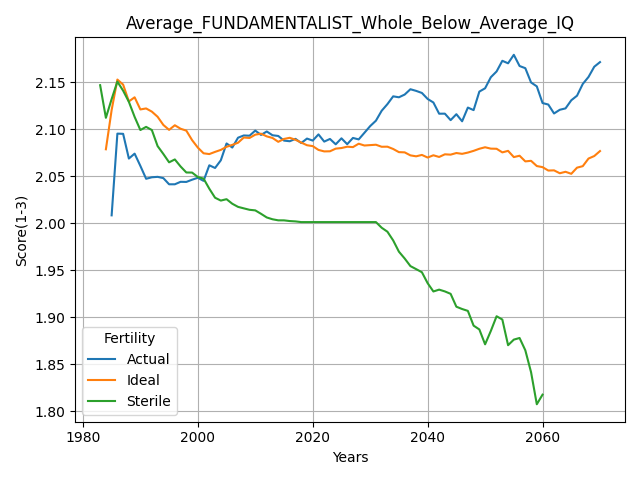 Average_FUNDAMENTALIST_Whole_Below_Average_IQ
Score(1-3)
2.15
2.10
2.05
2.00
1.95
1.90
1.85
1.80
Fertility
Actual
Ideal
Sterile
1980
2000
2020
2040
2060
Years